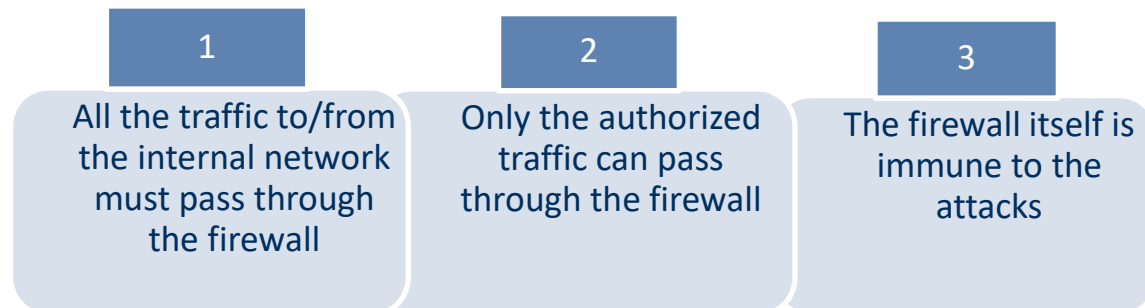 1
All the traffic to/from
the internal network
must pass through
the firewall
2
Only the authorized
traffic can pass
through the firewall
3
The firewall itself is
immune to the
attacks